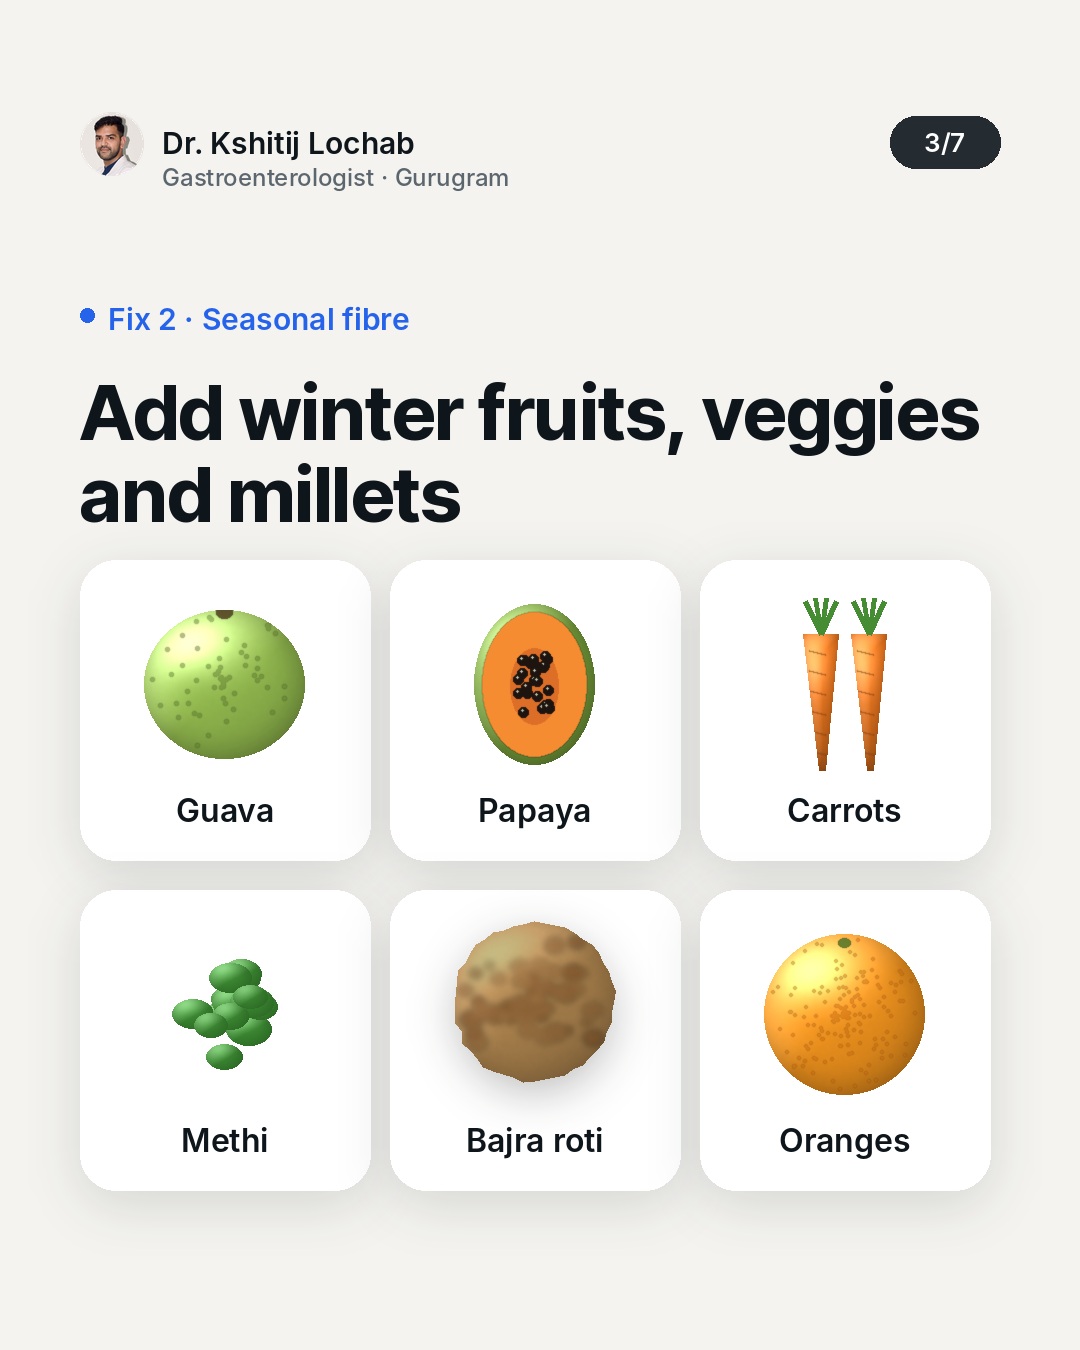 Dr. Kshitij Lochab
Gastroenterologist · Gurugram
3/7
Fix 2 · Seasonal fibre
Add winter fruits, veggies
and millets
Guava
Papaya
Carrots
Methi
Bajra roti
Oranges